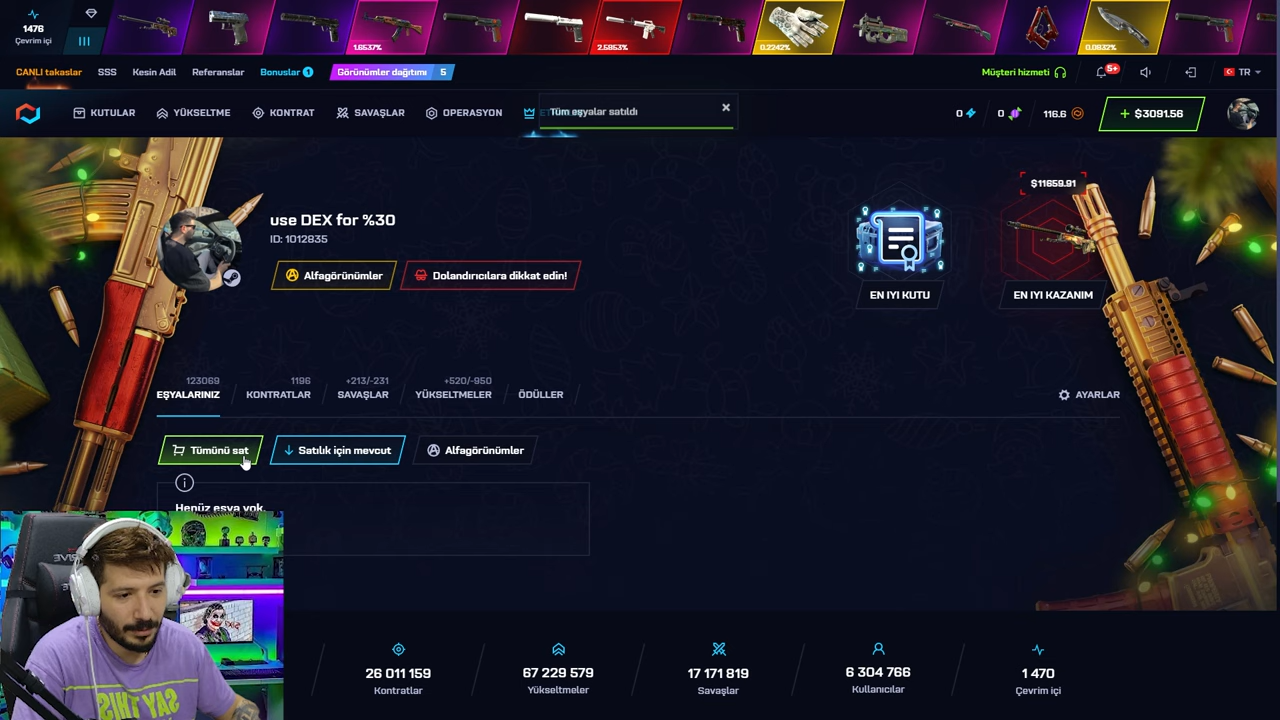 1476
Çevrim içi
1.6537%
2.5853%
0.2242%
0.0832%
CANLI takaslar
SSS
Kesin Adil
Referanslar
Bonuslar 1
Görünümler dağıtımı 5
Müşteri hizmeti
5+
TR
KUTULAR
YÜKSELTME
KONTRAT
SAVAŞLAR
OPERASYON
Tüm eşyalar satıldı
0
0
116.6
+ $3091.56
use DEX for %30
ID: 1012835
Alfagörünümler
Dolandırıcılara dikkat edin!
EN IYI KUTU
$11659.91
EN IYI KAZANIM
123069
EŞYALARINIZ
1196
KONTRATLAR
+213/-231
SAVAŞLAR
+520/-950
YÜKSELTMELER
ÖDÜLLER
AYARLAR
Tümünü sat
Satılık için mevcut
Alfagörünümler
Henüz eşya yok.
SAY THIS
26 011 159
Kontratlar
67 229 579
Yükseltmeler
17 171 819
Savaşlar
6 304 766
Kullanıcılar
1 470
Çevrim içi